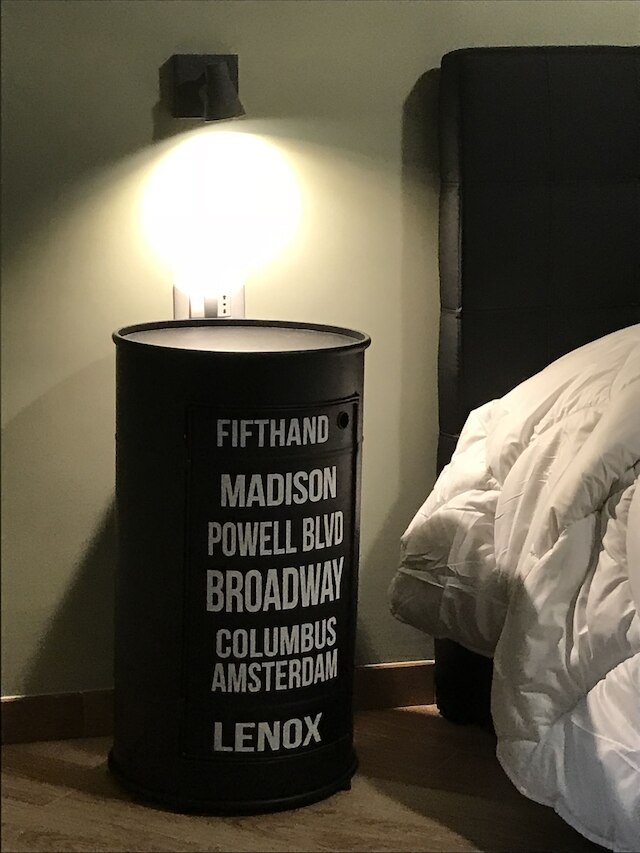 FIFTHAND
MADISON
POWELL BLVD
BROADWAY
COLUMBUS
AMSTERDAM
LENOX